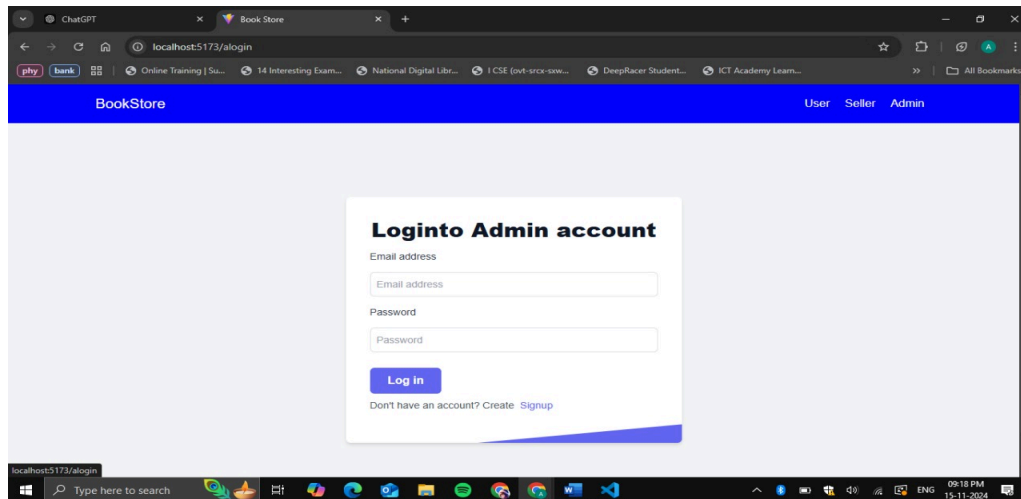 ChatGPT
Book Store
localhost:5173/alogin
phy
bank
Online Training | Su...
14 Interesting Exam...
National Digital Libr...
I CSE (ovt-srcx-sxw...
DeepRacer Student...
ICT Academy Learn...
All Bookmarks
BookStore
User
Seller
Admin
Loginto Admin account
Email address
Email address
Password
Password
Log in
Don't have an account? Create Signup
localhost:5173/alogin
Type here to search
ENG
09:18 PM
15-11-2024